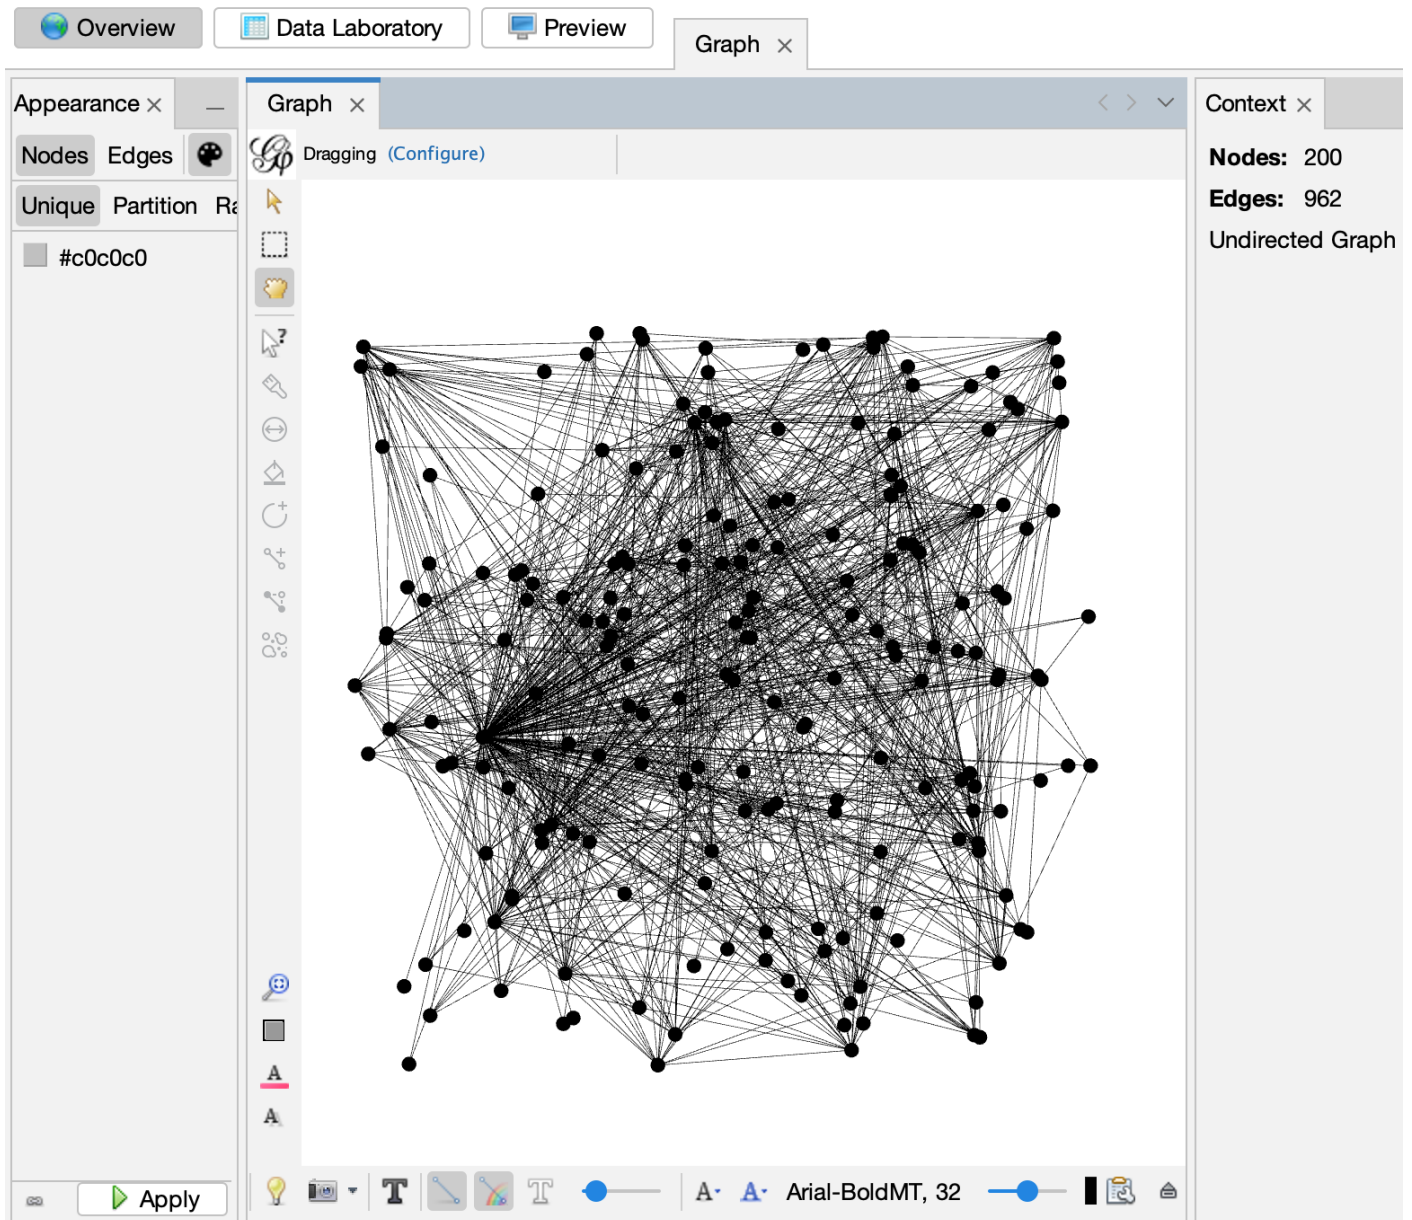 Overview
Data Laboratory
Preview
Graph
Appearance
Graph
Context
Nodes
Edges
Dragging
(Configure)
Nodes: 200
Unique
Partition
Ra
Edges: 962
#c0c0c0
Undirected Graph
Apply
Arial-BoldMT, 32